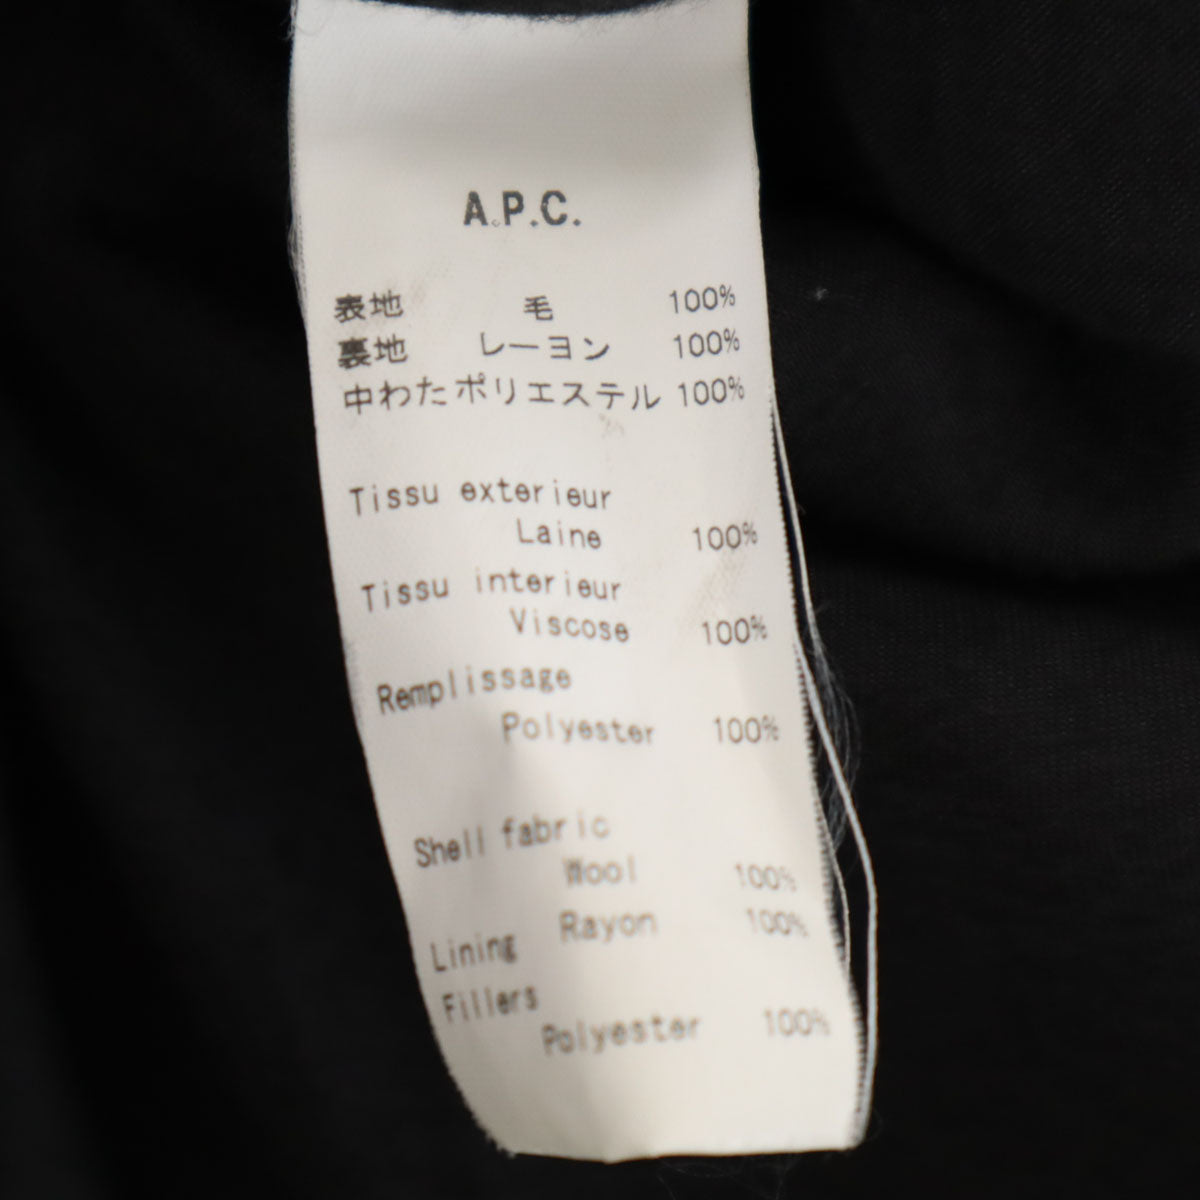 A.P.C.
表地 毛 100%
裏地 レーヨン 100%
中わた ポリエステル 100%
Tissu exterieur
Laine 100%
Tissu interieur
Viscose 100%
Remplissage
Polyester 100%
Shell fabric
Wool 100%
Lining Rayon 100%
Fillers
Polyester 100%